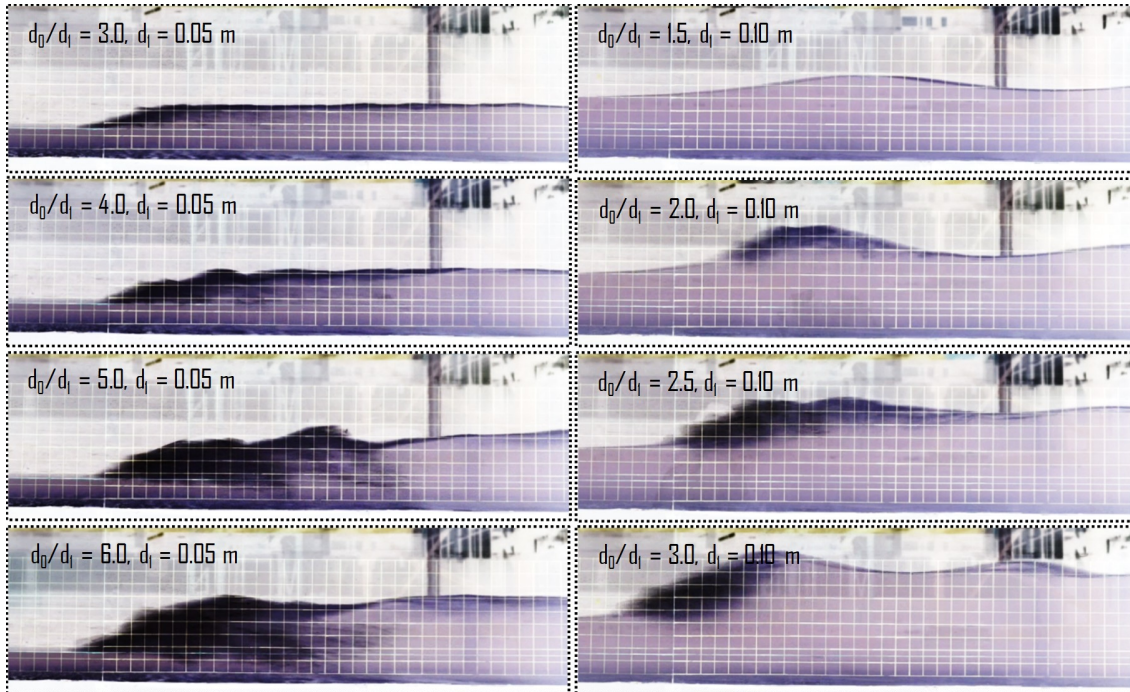 d₀/d₁ = 3.0, d₁ = 0.05 m
d₀/d₁ = 1.5, d₁ = 0.10 m
d₀/d₁ = 4.0, d₁ = 0.05 m
d₀/d₁ = 2.0, d₁ = 0.10 m
d₀/d₁ = 5.0, d₁ = 0.05 m
d₀/d₁ = 2.5, d₁ = 0.10 m
d₀/d₁ = 6.0, d₁ = 0.05 m
d₀/d₁ = 3.0, d₁ = 0.10 m